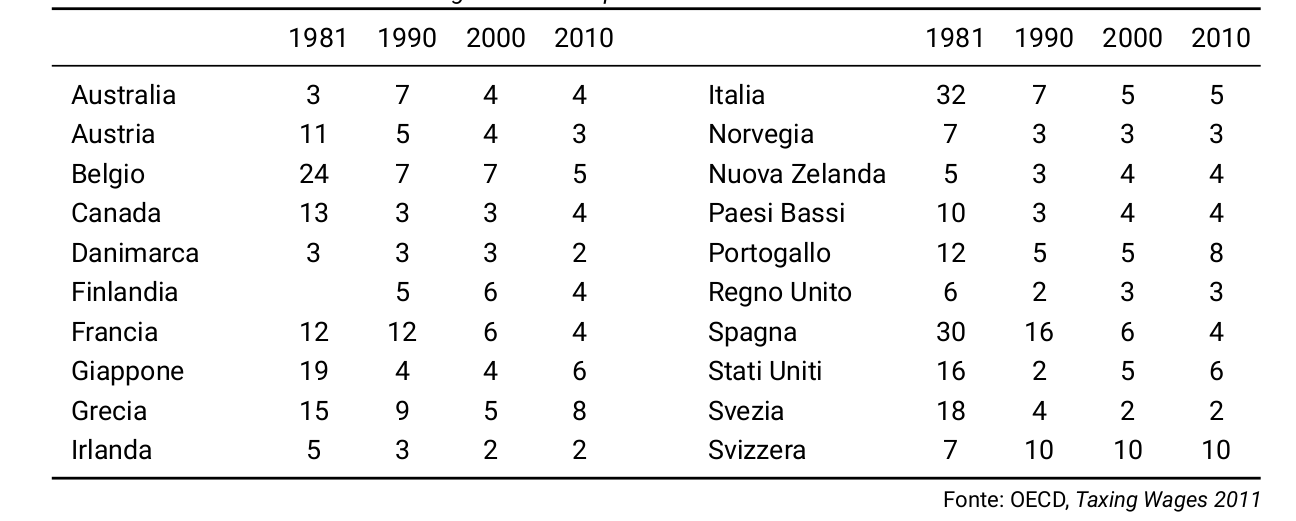 1981 1990 2000 2010 1981 1990 2000 2010
Australia 3 7 4 4 Italia 32 7 5 5
Austria 11 5 4 3 Norvegia 7 3 3 3
Belgio 24 7 7 5 Nuova Zelanda 5 3 4 4
Canada 13 3 3 4 Paesi Bassi 10 3 4 4
Danimarca 3 3 3 2 Portogallo 12 5 5 8
Finlandia 5 6 4 Regno Unito 6 2 3 3
Francia 12 12 6 4 Spagna 30 16 6 4
Giappone 19 4 4 6 Stati Uniti 16 2 5 6
Grecia 15 9 5 8 Svezia 18 4 2 2
Irlanda 5 3 2 2 Svizzera 7 10 10 10
Fonte: OECD, Taxing Wages 2011